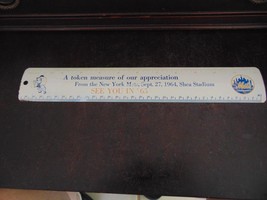 A token measure of our appreciation
From the New York Mets, Sept. 27, 1964, Shea Stadium
SEE YOU IN '65